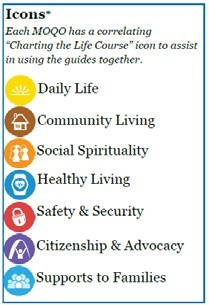 Icons*
Each MOQO has a correlating
“Charting the Life Course” icon to assist
in using the guides together.
Daily Life
Community Living
Social Spirituality
Healthy Living
Safety & Security
Citizenship & Advocacy
Supports to Families